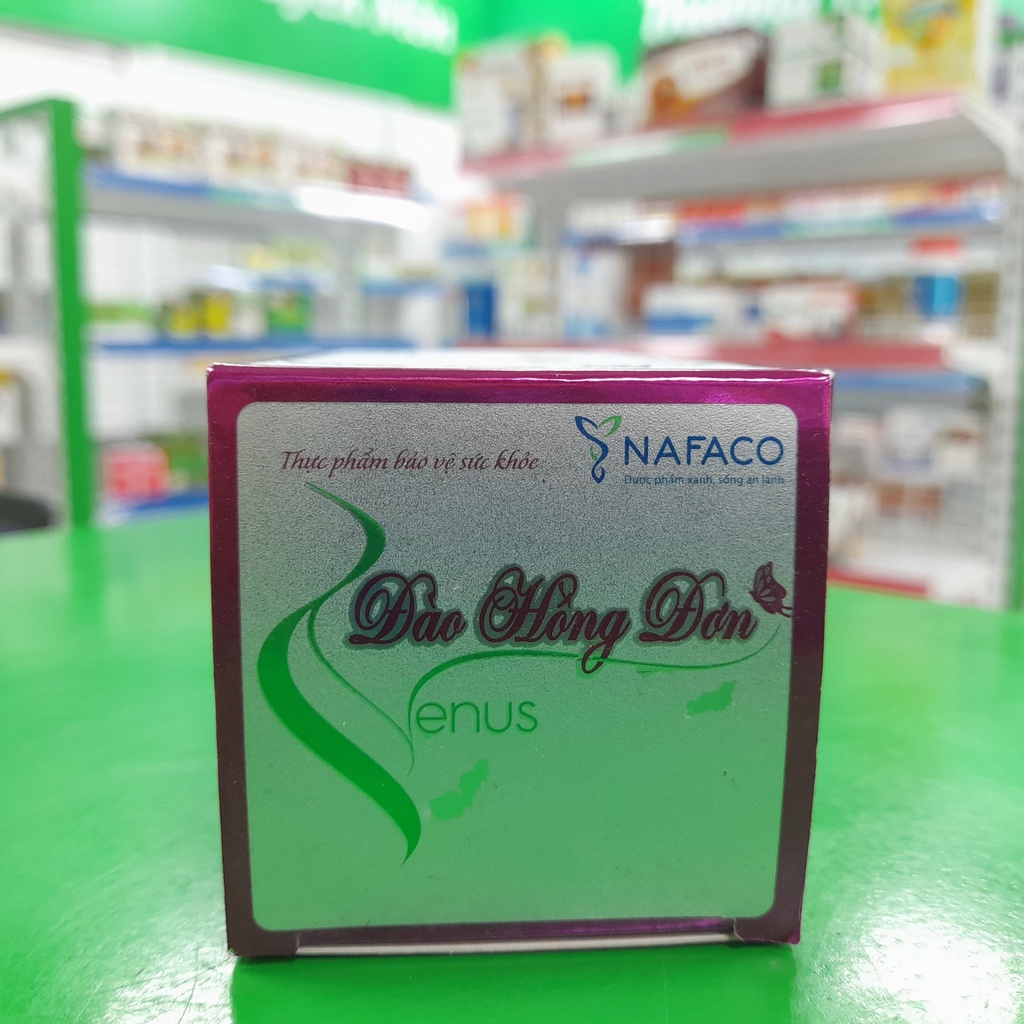 Thực phẩm bảo vệ sức khỏe
NAFACO
Dược phẩm xanh, sống an lành
Đào Hồng Đơn
Venus